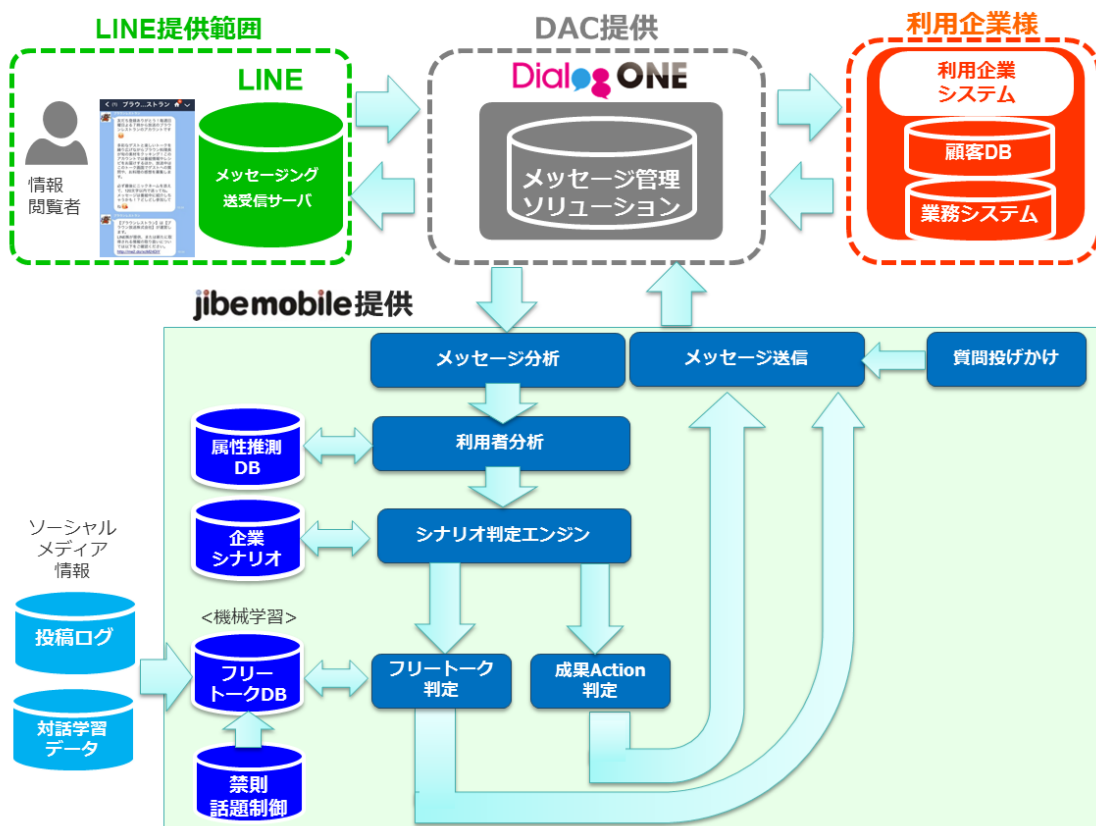 LINE提供範囲
DAC提供
利用企業様
LINE
Dialog ONE
利用企業
システム
ブラウ...ストラン
情報
閲覧者
メッセージング
送受信サーバ
メッセージ管理
ソリューション
顧客DB
業務システム
jibemobile提供
メッセージ分析
メッセージ送信
質問投げかけ
属性推測
DB
利用者分析
企業
シナリオ
シナリオ判定エンジン
ソーシャル
メディア
情報
投稿ログ
対話学習
データ
<機械学習>
フリー
トークDB
フリートーク
判定
成果Action
判定
禁則
話題制御